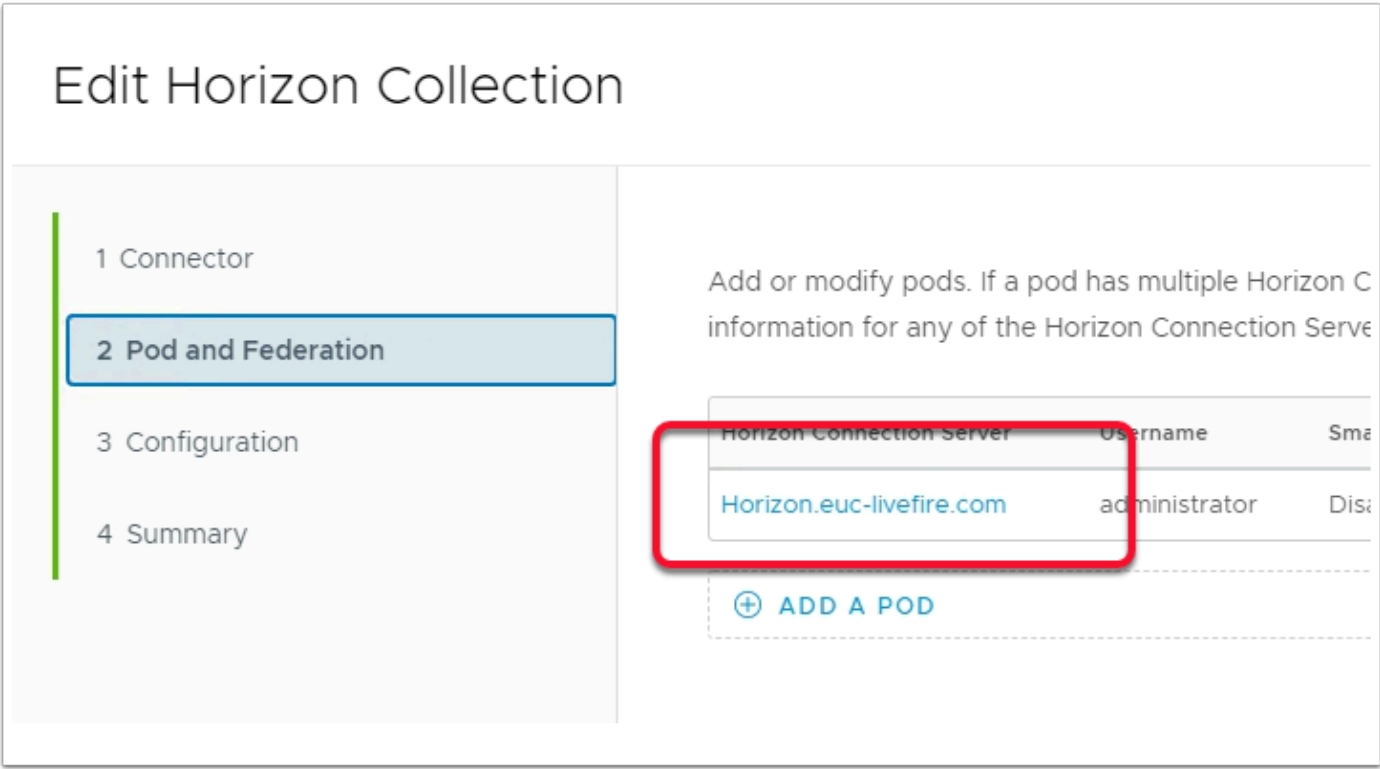 Edit Horizon Collection
1 Connector
2 Pod and Federation
3 Configuration
4 Summary
Add or modify pods. If a pod has multiple Horizon C
information for any of the Horizon Connection Serve
Horizon Connection Server Username Sma
Horizon.euc-livefire.com administrator Disa
ADD A POD